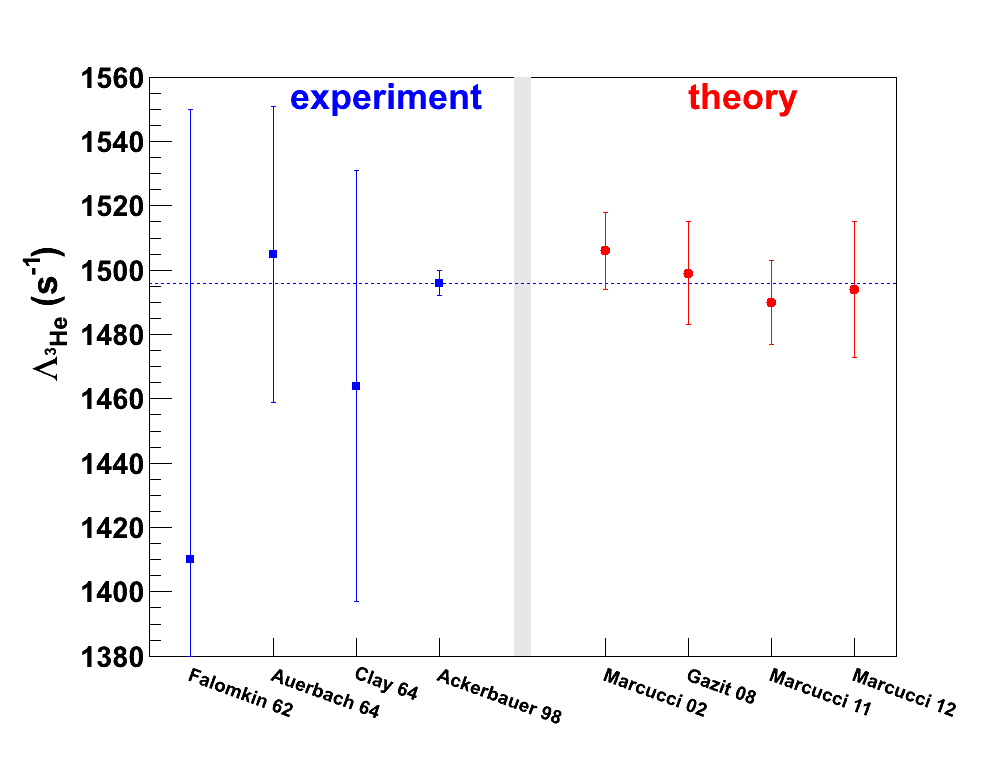 experiment
theory
1560
1540
1520
1500
1480
1460
1440
1420
1400
1380
Λ³He (s⁻¹)
Falomkin 62
Auerbach 64
Clay 64
Ackerbauer 98
Marcucci 02
Gazit 08
Marcucci 11
Marcucci 12